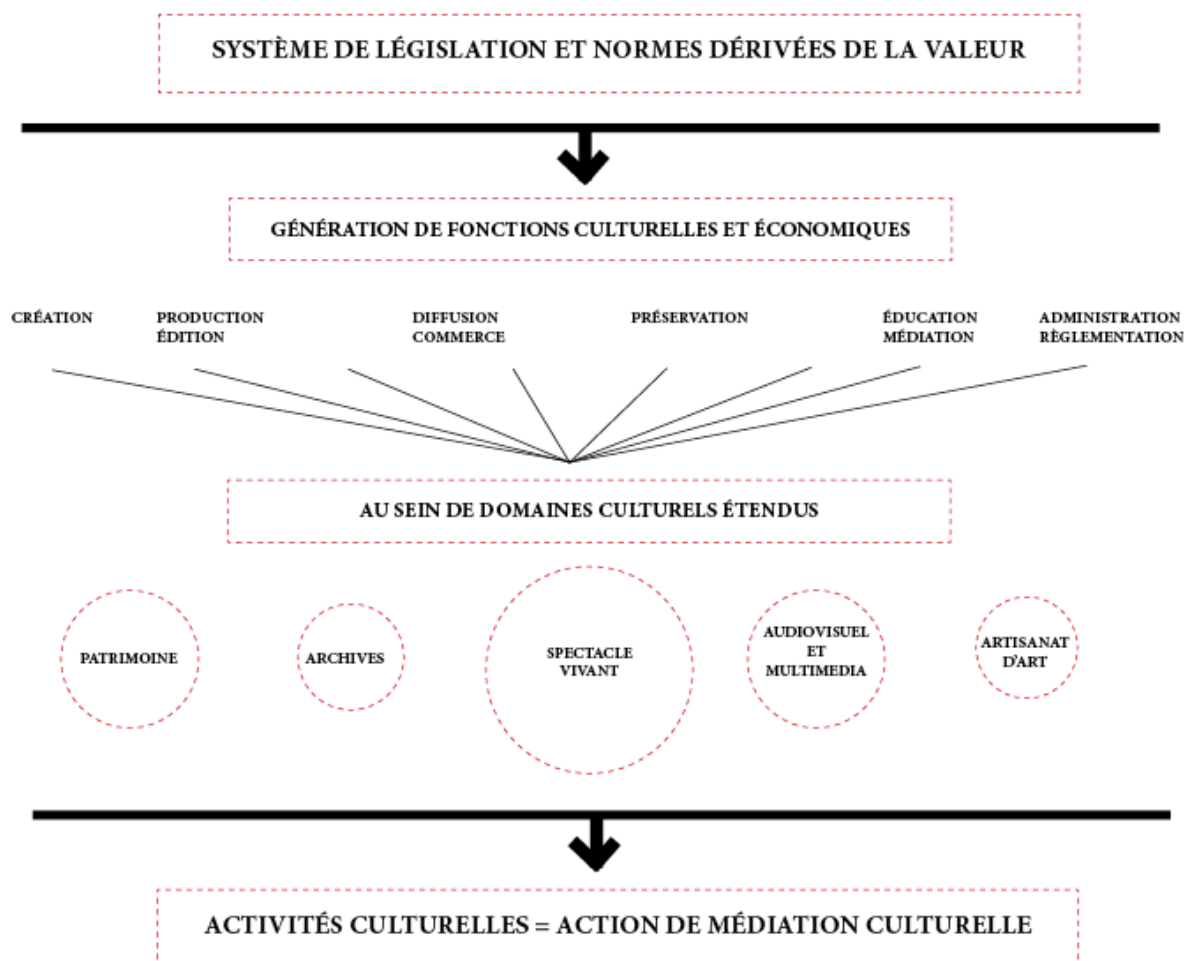 SYSTÈME DE LÉGISLATION ET NORMES DÉRIVÉES DE LA VALEUR
GÉNÉRATION DE FONCTIONS CULTURELLES ET ÉCONOMIQUES
CRÉATION
PRODUCTION
ÉDITION
DIFFUSION
COMMERCE
PRÉSERVATION
ÉDUCATION
MÉDIATION
ADMINISTRATION
RÈGLEMENTATION
AU SEIN DE DOMAINES CULTURELS ÉTENDUS
PATRIMOINE
ARCHIVES
SPECTACLE
VIVANT
AUDIOVISUEL
ET
MULTIMEDIA
ARTISANAT
D'ART
ACTIVITÉS CULTURELLES = ACTION DE MÉDIATION CULTURELLE